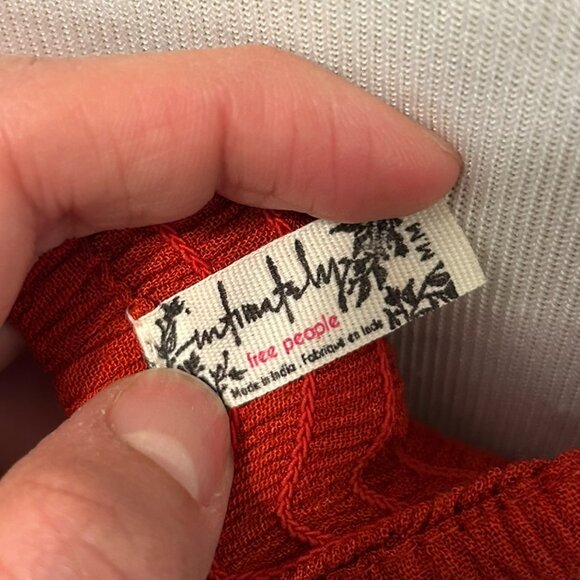 intimately
free people
Made in India . Fabriqué en Inde
M/M